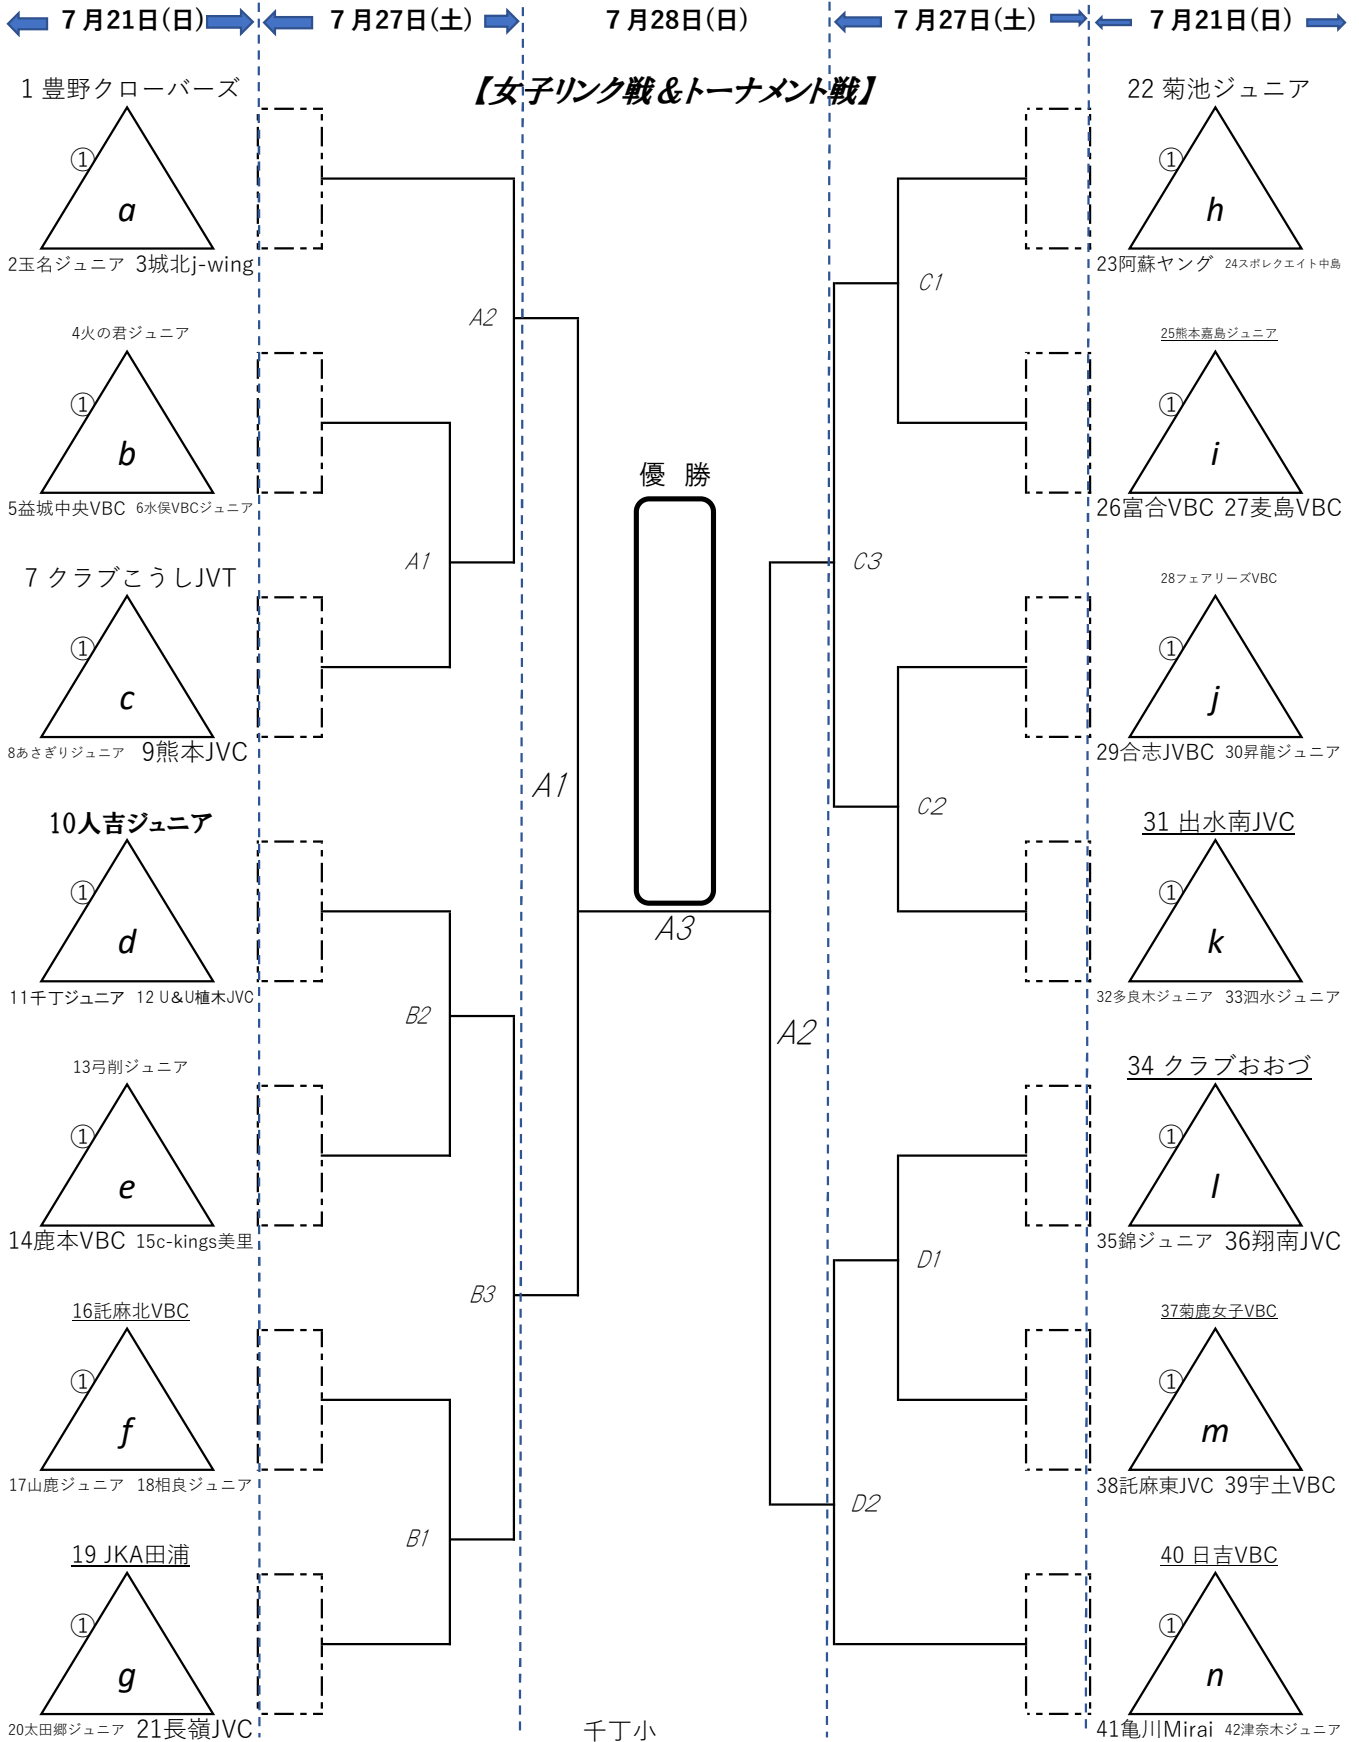 7月21日(日) 7月27日(土) 7月28日(日) 7月27日(土) 7月21日(日)
【女子リンク戦＆トーナメント戦】
1 豊野クローバーズ
①
a
2玉名ジュニア 3城北j-wing
4火の君ジュニア
①
b
5益城中央VBC 6水俣VBCジュニア
7 クラブこうしJVT
①
c
8あさぎりジュニア 9熊本JVC
10人吉ジュニア
①
d
11千丁ジュニア 12 U&U植木JVC
13弓削ジュニア
①
e
14鹿本VBC 15c-kings美里
16託麻北VBC
①
f
17山鹿ジュニア 18相良ジュニア
19 JKA田浦
①
g
20太田郷ジュニア 21長嶺JVC
A2
A1
B2
B3
B1
A1
優 勝
A3
A2
千丁小
C1
C3
C2
D1
D2
22 菊池ジュニア
①
h
23阿蘇ヤング 24スポレクエイト中島
25熊本嘉島ジュニア
①
i
26富合VBC 27麦島VBC
28フェアリーズVBC
①
j
29合志JVBC 30昇龍ジュニア
31 出水南JVC
①
k
32多良木ジュニア 33泗水ジュニア
34 クラブおおづ
①
l
35錦ジュニア 36翔南JVC
37菊鹿女子VBC
①
m
38託麻東JVC 39宇土VBC
40 日吉VBC
①
n
41亀川Mirai 42津奈木ジュニア